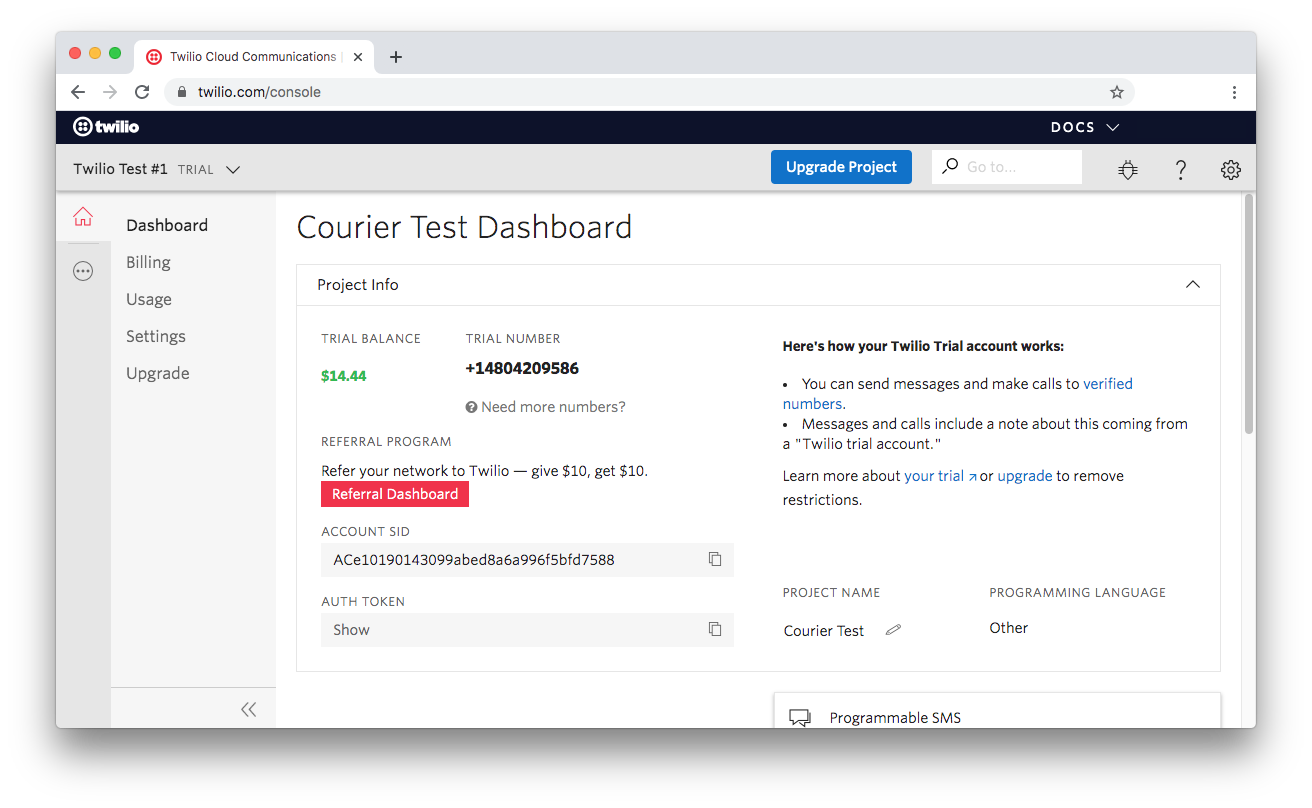 Twilio Cloud Communications |
twilio.com/console
twilio
DOCS
Twilio Test #1 TRIAL
Upgrade Project
Go to...
Dashboard
Billing
Usage
Settings
Upgrade
Courier Test Dashboard
Project Info
TRIAL BALANCE
$14.44
TRIAL NUMBER
+14804209586
Need more numbers?
REFERRAL PROGRAM
Refer your network to Twilio — give $10, get $10.
Referral Dashboard
ACCOUNT SID
ACe10190143099abed8a6a996f5bfd7588
AUTH TOKEN
Show
Here's how your Twilio Trial account works:
• You can send messages and make calls to verified
numbers.
• Messages and calls include a note about this coming from
a "Twilio trial account."
Learn more about your trial or upgrade to remove
restrictions.
PROJECT NAME
Courier Test
PROGRAMMING LANGUAGE
Other
Programmable SMS